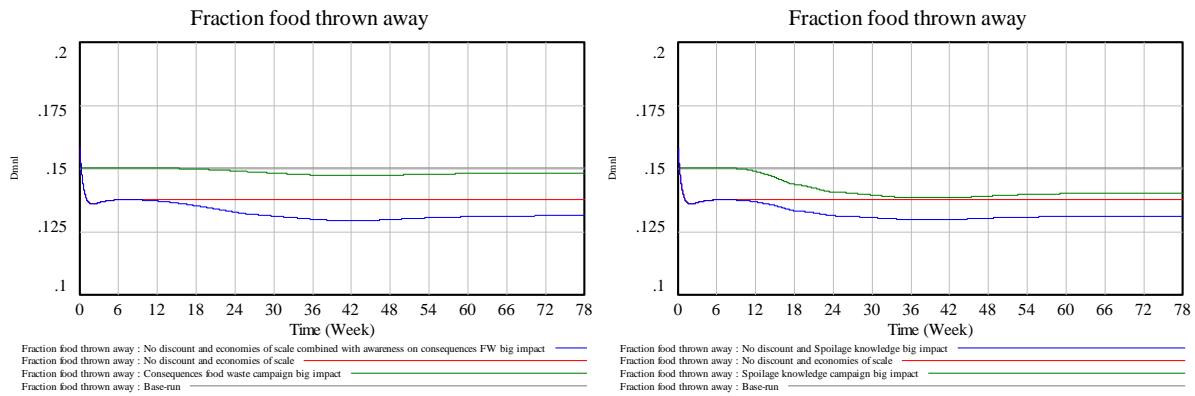 Fraction food thrown away
.2
.175
.15
.125
.1
Dmnl
0 6 12 18 24 30 36 42 48 54 60 66 72 78
Time (Week)
Fraction food thrown away : No discount and economies of scale combined with awareness on consequences FW big impact
Fraction food thrown away : No discount and economies of scale
Fraction food thrown away : Consequences food waste campaign big impact
Fraction food thrown away : Base-run
Fraction food thrown away
.2
.175
.15
.125
.1
Dmnl
0 6 12 18 24 30 36 42 48 54 60 66 72 78
Time (Week)
Fraction food thrown away : No discount and Spoilage knowledge big impact
Fraction food thrown away : No discount and economies of scale
Fraction food thrown away : Spoilage knowledge campaign big impact
Fraction food thrown away : Base-run